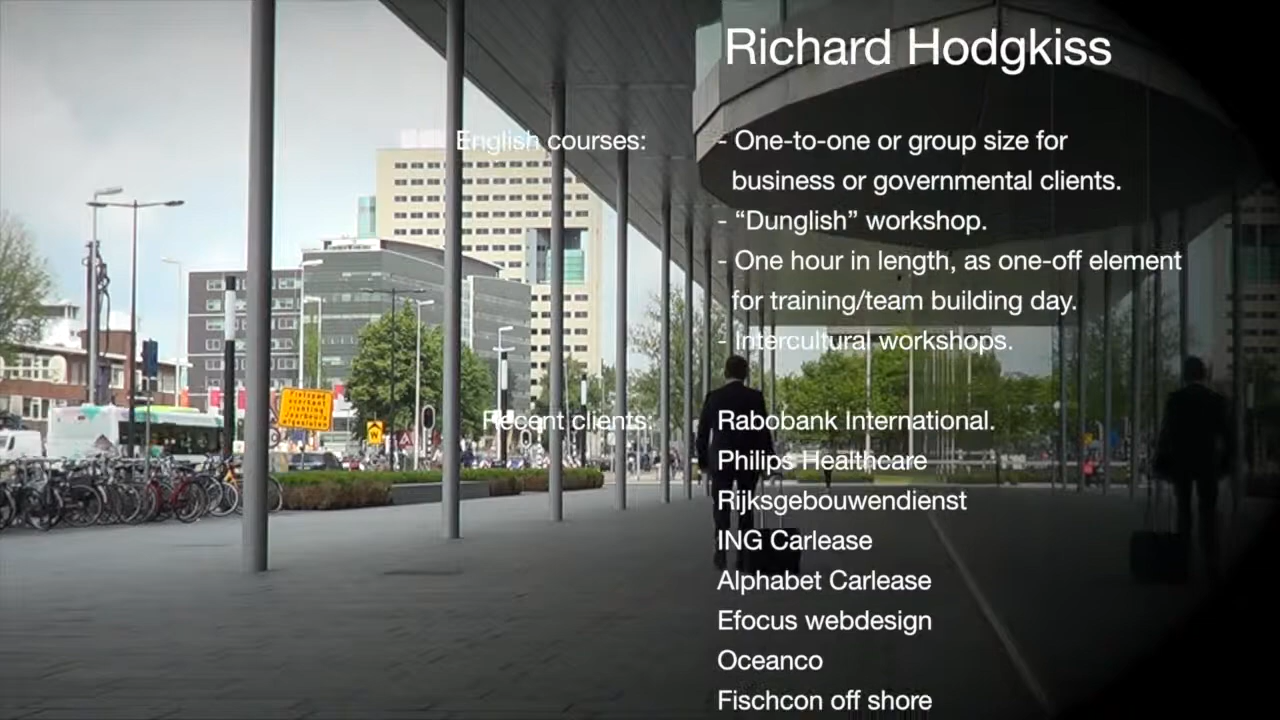 Richard Hodgkiss
English courses: - One-to-one or group size for
business or governmental clients.
- “Dunglish” workshop.
- One hour in length, as one-off element
for training/team building day.
- Intercultural workshops.
Recent clients: Rabobank International.
Philips Healthcare
Rijksgebouwendienst
ING Carlease
Alphabet Carlease
Efocus webdesign
Oceanco
Fischcon off shore